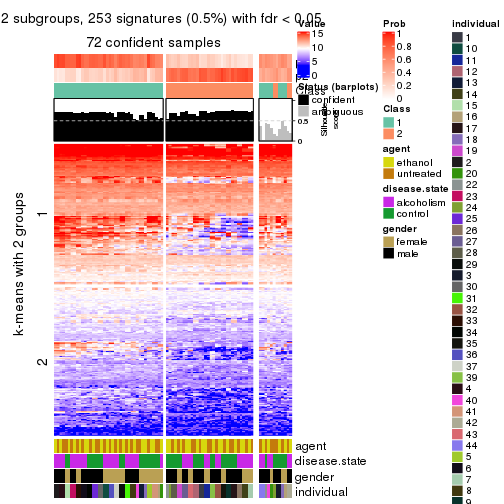 2 subgroups, 253 signatures (0.5%) with fdr < 0.05
72 confident samples
Class
k-means with 2 groups
1
2
agent
disease.state
gender
individual
Value
15
10
5
0
Status (barplots)
confident
ambiguous
0.5
0
Silhouette
score
Prob
1
0.8
0.6
0.4
0.2
0
Class
1
2
agent
ethanol
untreated
disease.state
alcoholism
control
gender
female
male
individual
1
10
11
12
13
14
15
16
17
18
19
2
20
22
23
24
25
26
27
28
29
3
30
31
32
33
34
35
36
37
39
4
40
41
42
43
44
5
6
7
8
9